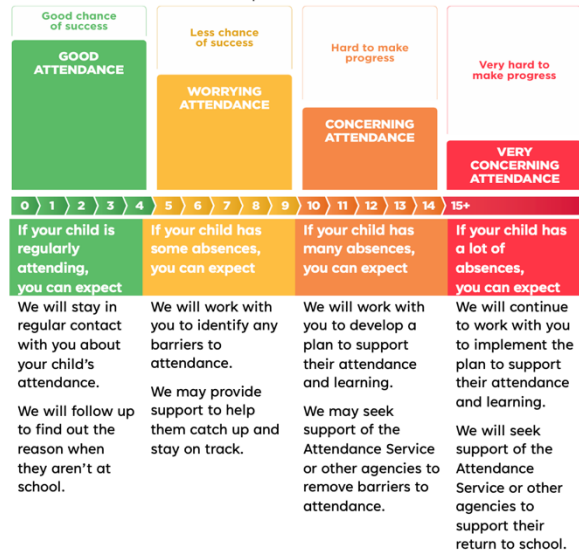 Good chance
of success
GOOD
ATTENDANCE
Less chance
of success
WORRYING
ATTENDANCE
Hard to make
progress
CONCERNING
ATTENDANCE
Very hard to
make progress
VERY
CONCERNING
ATTENDANCE
0 1 2 3 4 5 6 7 8 9 10 11 12 13 14 15+
If your child is
regularly
attending,
you can expect
We will stay in
regular contact
with you about
your child's
attendance.
We will follow up
to find out the
reason when
they aren't at
school.
If your child has
some absences,
you can expect
We will work with
you to identify any
barriers to
attendance.
We may provide
support to help
them catch up and
stay on track.
If your child has
many absences,
you can expect
We will work with
you to develop a
plan to support
their attendance
and learning.
We may seek
support of the
Attendance Service
or other agencies to
remove barriers to
attendance.
If your child has
a lot of
absences,
you can expect
We will continue
to work with you
to implement the
plan to support
their attendance
and learning.
We will seek
support of the
Attendance
Service or other
agencies to
support their
return to school.